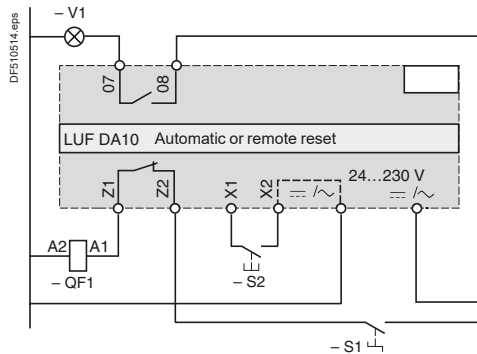 DF510514.eps
– V1
07
08
LUF DA10 Automatic or remote reset
Z1
Z2
X1
X2
24...230 V
A2
A1
– QF1
– S2
– S1